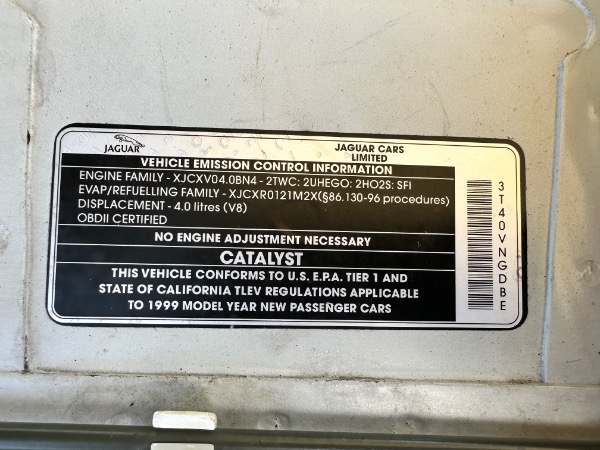 JAGUAR
JAGUAR CARS
LIMITED
VEHICLE EMISSION CONTROL INFORMATION
ENGINE FAMILY - XJCXV04.0BN4 - 2TWC: 2UHEGO: 2HO2S: SFI
EVAP/REFUELLING FAMILY - XJCXR0121M2X(§86.130-96 procedures)
DISPLACEMENT - 4.0 litres (V8)
OBDII CERTIFIED
NO ENGINE ADJUSTMENT NECESSARY
CATALYST
THIS VEHICLE CONFORMS TO U.S. E.P.A. TIER 1 AND
STATE OF CALIFORNIA TLEV REGULATIONS APPLICABLE
TO 1999 MODEL YEAR NEW PASSENGER CARS
3T40VNGDBE